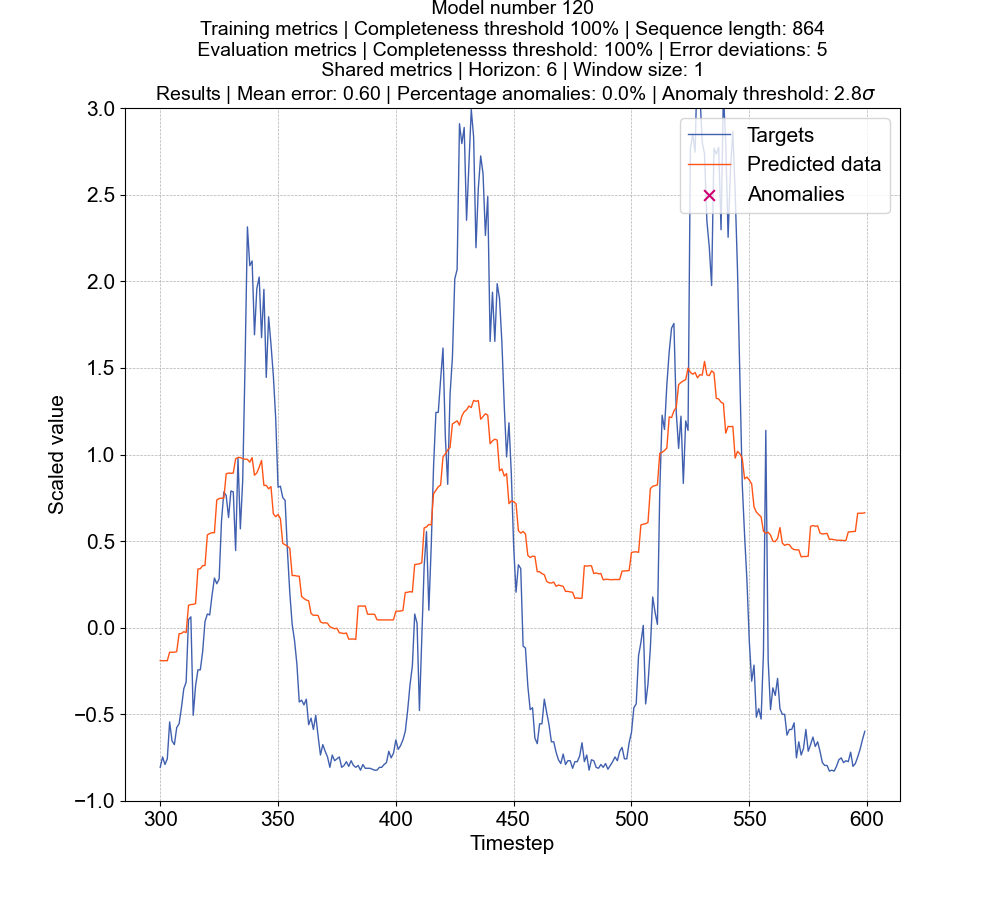 Model number 120
Training metrics | Completeness threshold 100% | Sequence length: 864
Evaluation metrics | Completenesss threshold: 100% | Error deviations: 5
Shared metrics | Horizon: 6 | Window size: 1
Results | Mean error: 0.60 | Percentage anomalies: 0.0% | Anomaly threshold: 2.8σ
Targets
Predicted data
Anomalies
3.0
2.5
2.0
1.5
1.0
0.5
0.0
−0.5
−1.0
Scaled value
300 350 400 450 500 550 600
Timestep